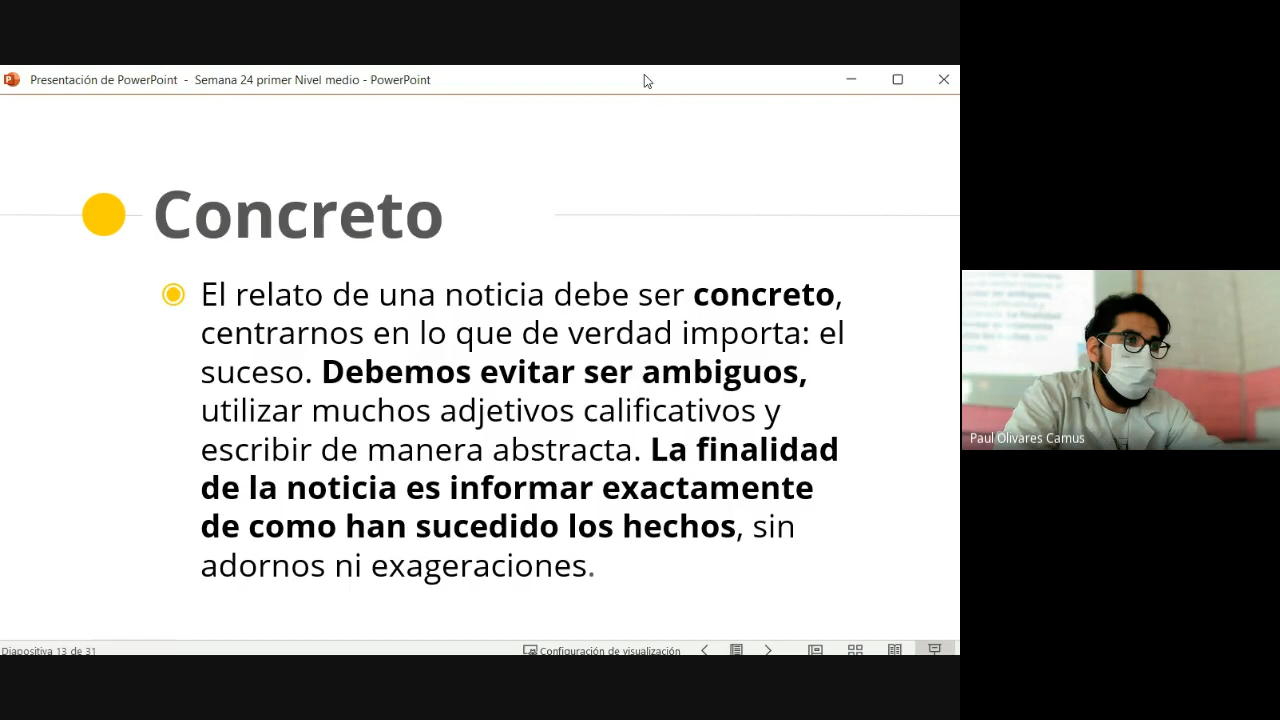 Presentación de PowerPoint - Semana 24 primer Nivel medio - PowerPoint
Concreto
El relato de una noticia debe ser concreto,
centrarnos en lo que de verdad importa: el
suceso. Debemos evitar ser ambiguos,
utilizar muchos adjetivos calificativos y
escribir de manera abstracta. La finalidad
de la noticia es informar exactamente
de como han sucedido los hechos, sin
adornos ni exageraciones.
Diapositiva 13 de 31
Configuración de visualización
Paul Olivares Camus